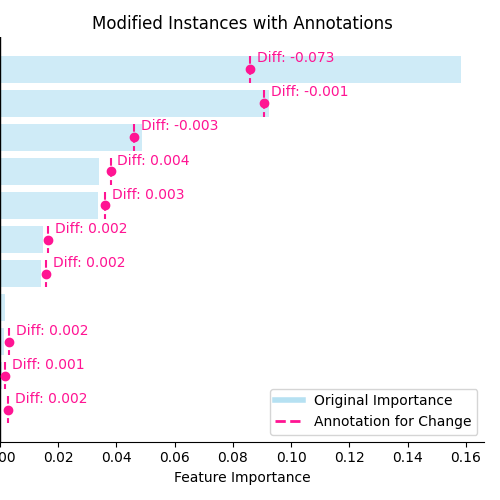 Modified Instances with Annotations
Diff: -0.073
Diff: -0.001
Diff: -0.003
Diff: 0.004
Diff: 0.003
Diff: 0.002
Diff: 0.002
Diff: 0.002
Diff: 0.001
Diff: 0.002
Original Importance
Annotation for Change
00 0.02 0.04 0.06 0.08 0.10 0.12 0.14 0.16
Feature Importance